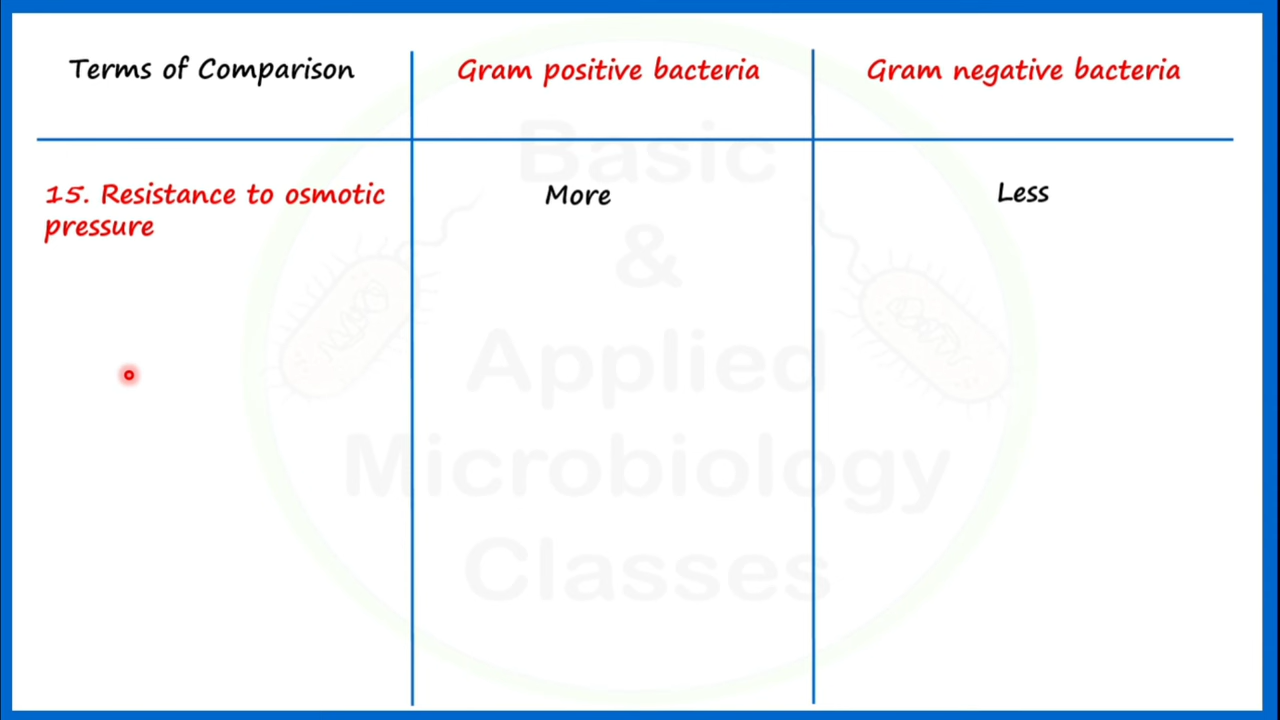 Terms of Comparison
Gram positive bacteria
Gram negative bacteria
15. Resistance to osmotic
pressure
More
Less
Basic
&
Applied
Microbiology
Classes